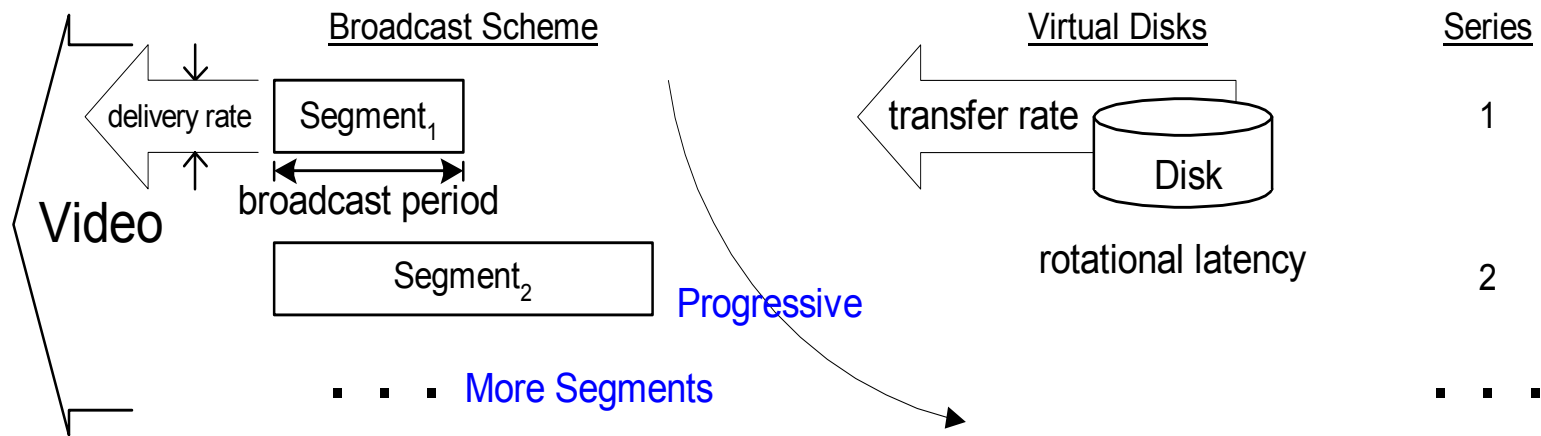 Broadcast Scheme
Virtual Disks
Series
delivery rate
Segment1
transfer rate
Disk
1
broadcast period
Video
Segment2
rotational latency
2
Progressive
. . . More Segments
. . .